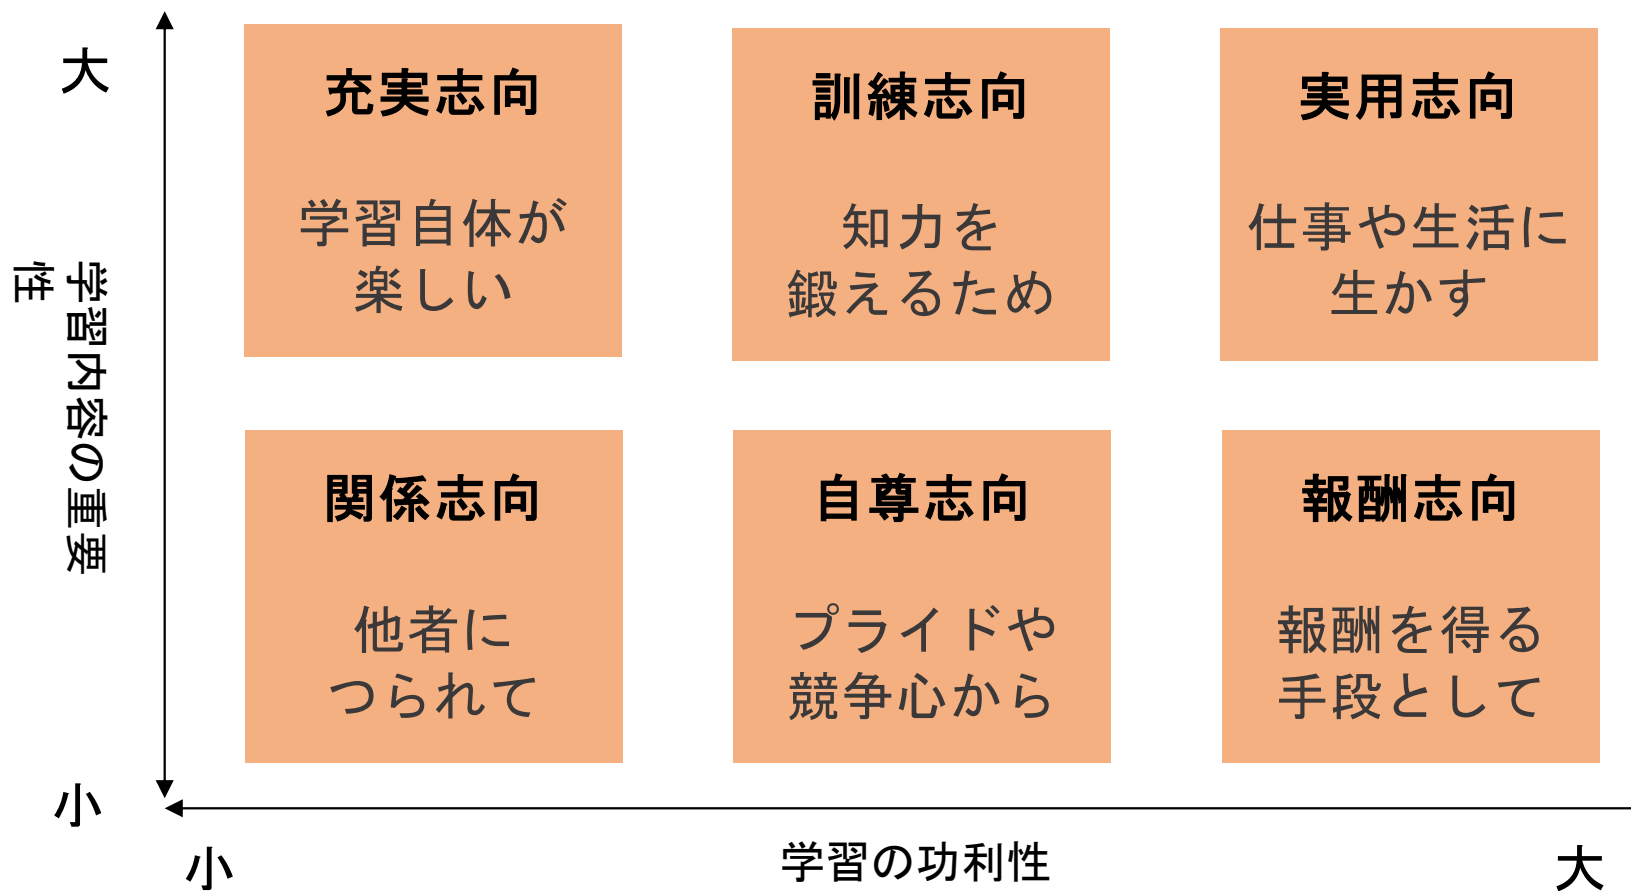 大
充実志向
学習自体が
楽しい
訓練志向
知力を
鍛えるため
実用志向
仕事や生活に
生かす
学習内容の重要
性
関係志向
他者に
つられて
自尊志向
プライドや
競争心から
報酬志向
報酬を得る
手段として
小
小
学習の功利性
大